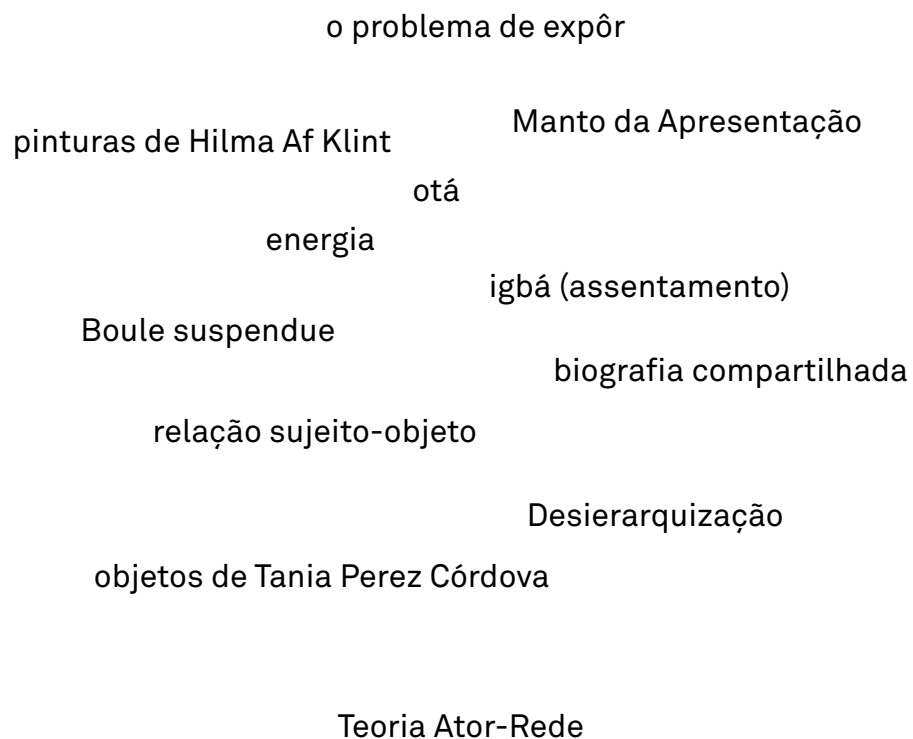 o problema de expôr
Manto da Apresentação
pinturas de Hilma Af Klint
otá
energia
igbá (assentamento)
Boule suspendue
biografia compartilhada
relação sujeito-objeto
Desierarquização
objetos de Tania Perez Córdova
Teoria Ator-Rede